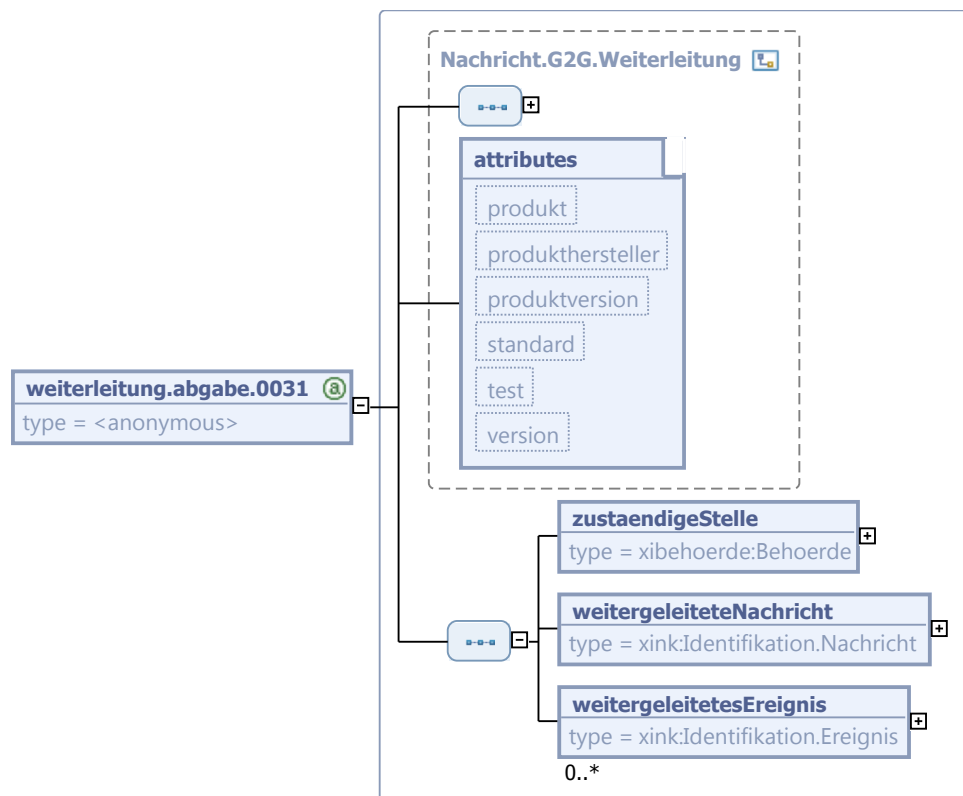 Nachricht.G2G.Weiterleitung
attributes
produkt
produkthersteller
produktversion
standard
test
version
weiterleitung.abgabe.0031 a
type = <anonymous>
zustaendigeStelle
type = xibehoerde:Behoerde
weitergeleiteteNachricht
type = xink:Identifikation.Nachricht
weitergeleitetesEreignis
type = xink:Identifikation.Ereignis
0..*